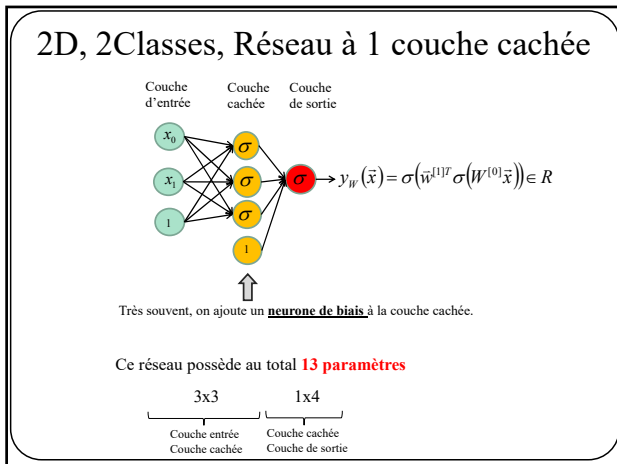 2D, 2Classes, Réseau à 1 couche cachée
Couche
d'entrée
Couche
cachée
Couche
de sortie
x₀
x₁
1
σ
σ
σ
1
σ
y_W(x⃗) = σ(w⃗^[1]T σ(W^[0]x⃗)) ∈ R
Très souvent, on ajoute un neurone de biais à la couche cachée.
Ce réseau possède au total 13 paramètres
3x3
1x4
Couche entrée
Couche cachée
Couche cachée
Couche de sortie